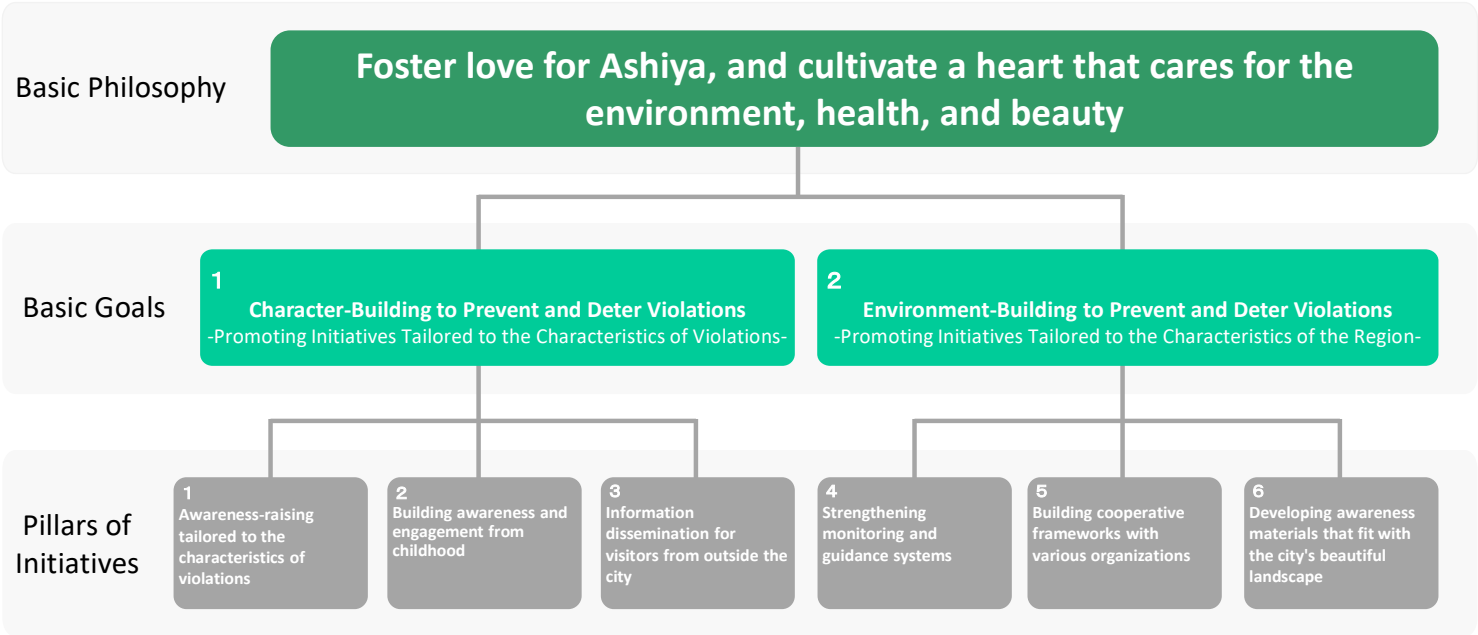 Basic Philosophy
Foster love for Ashiya, and cultivate a heart that cares for the
environment, health, and beauty
Basic Goals
1
Character-Building to Prevent and Deter Violations
-Promoting Initiatives Tailored to the Characteristics of Violations-
2
Environment-Building to Prevent and Deter Violations
-Promoting Initiatives Tailored to the Characteristics of the Region-
Pillars of
Initiatives
1
Awareness-raising
tailored to the
characteristics of
violations
2
Building awareness and
engagement from
childhood
3
Information
dissemination for
visitors from outside the
city
4
Strengthening
monitoring and
guidance systems
5
Building cooperative
frameworks with
various organizations
6
Developing awareness
materials that fit with
the city's beautiful
landscape